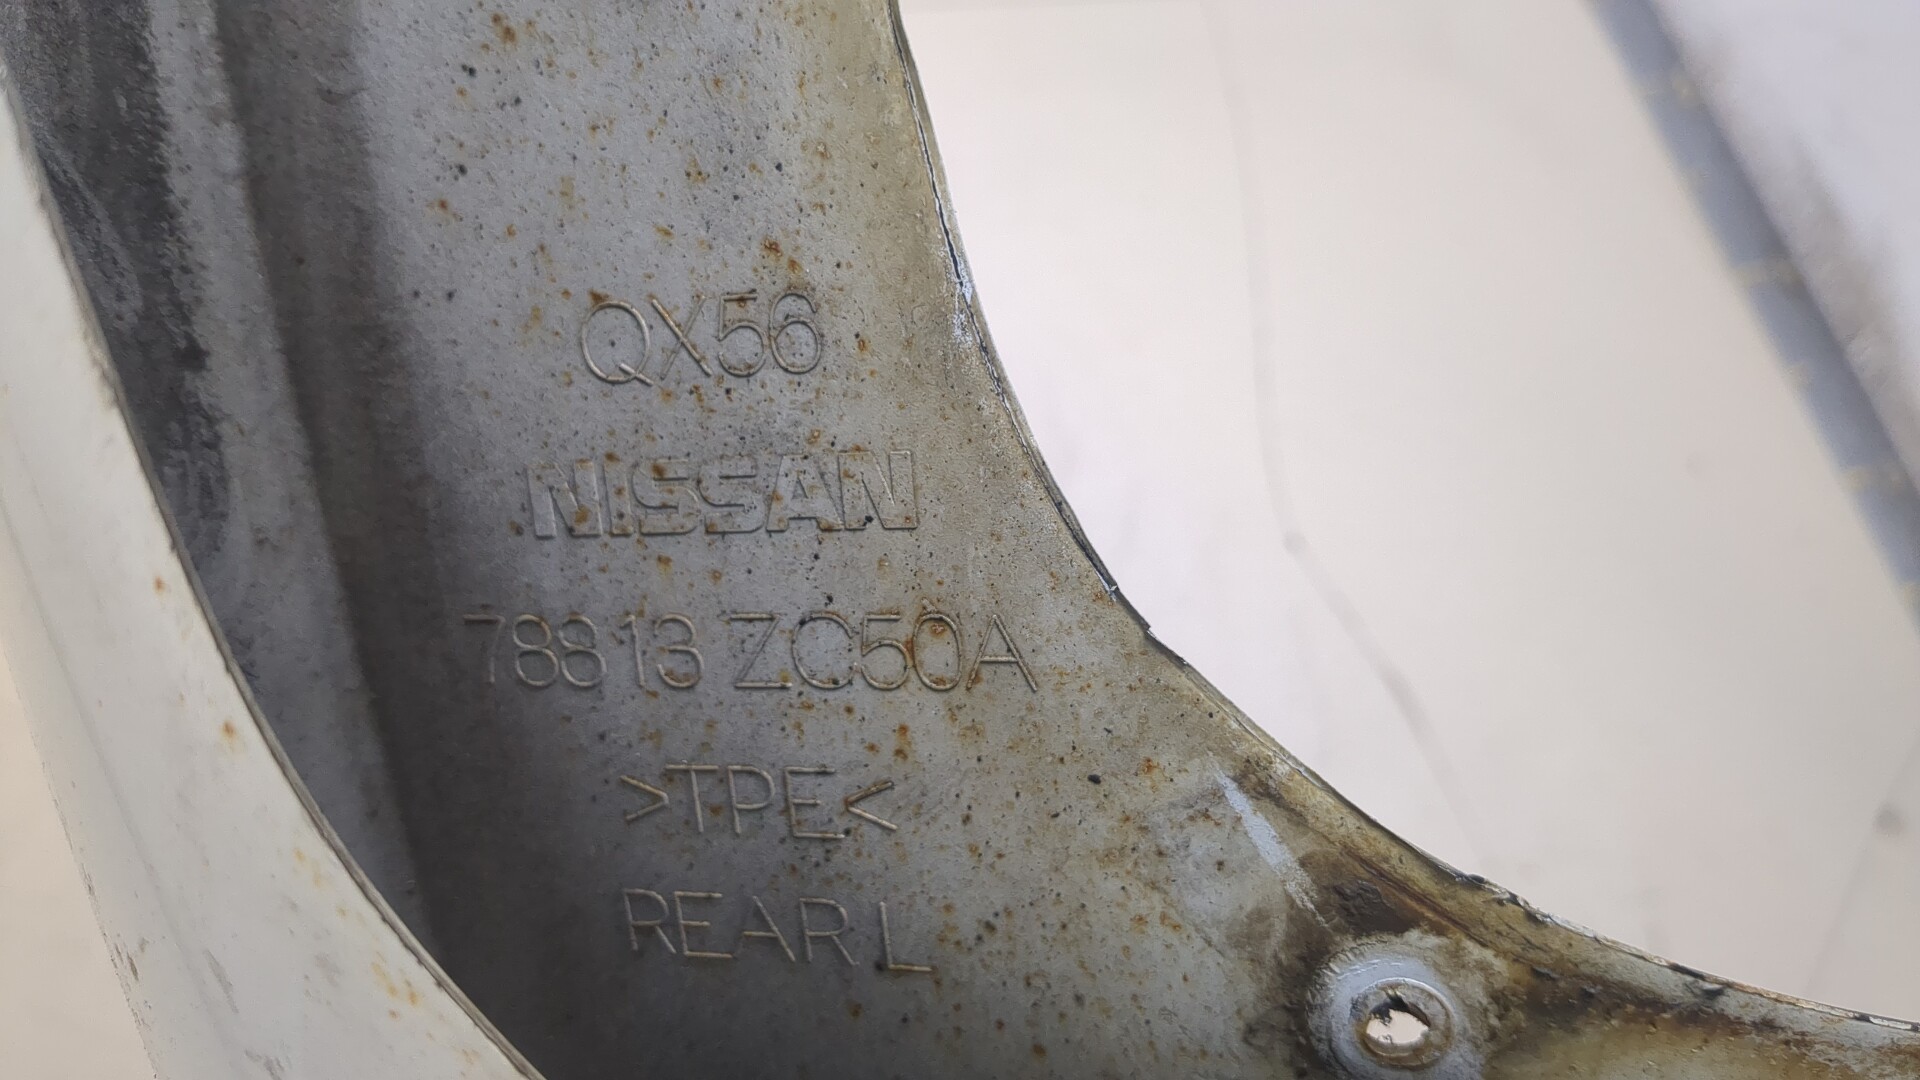 QX56
NISSAN
78813 ZC50A
>TPE<
REAR L